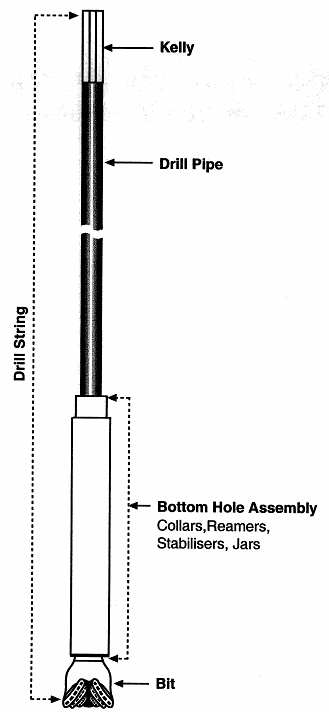 Kelly
Drill Pipe
Drill String
Bottom Hole Assembly
Collars,Reamers,
Stabilisers, Jars
Bit